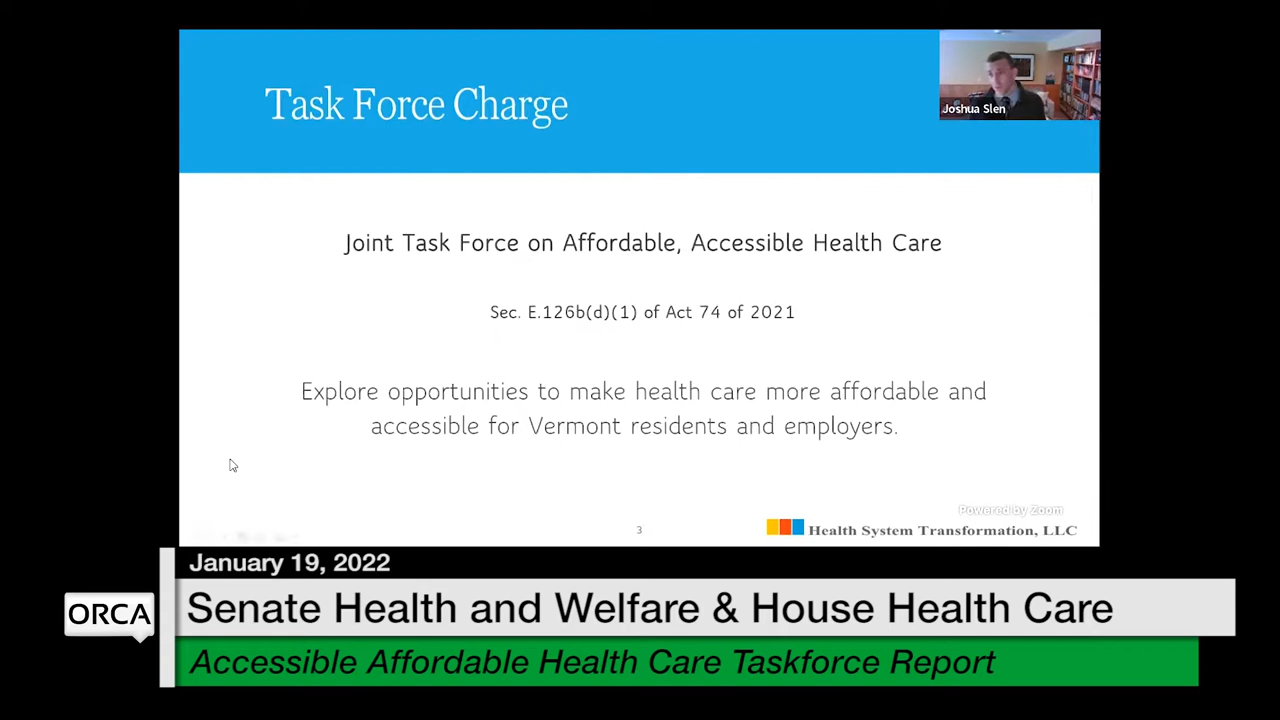 Task Force Charge
Joshua Slen
Joint Task Force on Affordable, Accessible Health Care
Sec. E.126b(d)(1) of Act 74 of 2021
Explore opportunities to make health care more affordable and
accessible for Vermont residents and employers.
Powered by Zoom
3
Health System Transformation, LLC
January 19, 2022
ORCA
Senate Health and Welfare & House Health Care
Accessible Affordable Health Care Taskforce Report